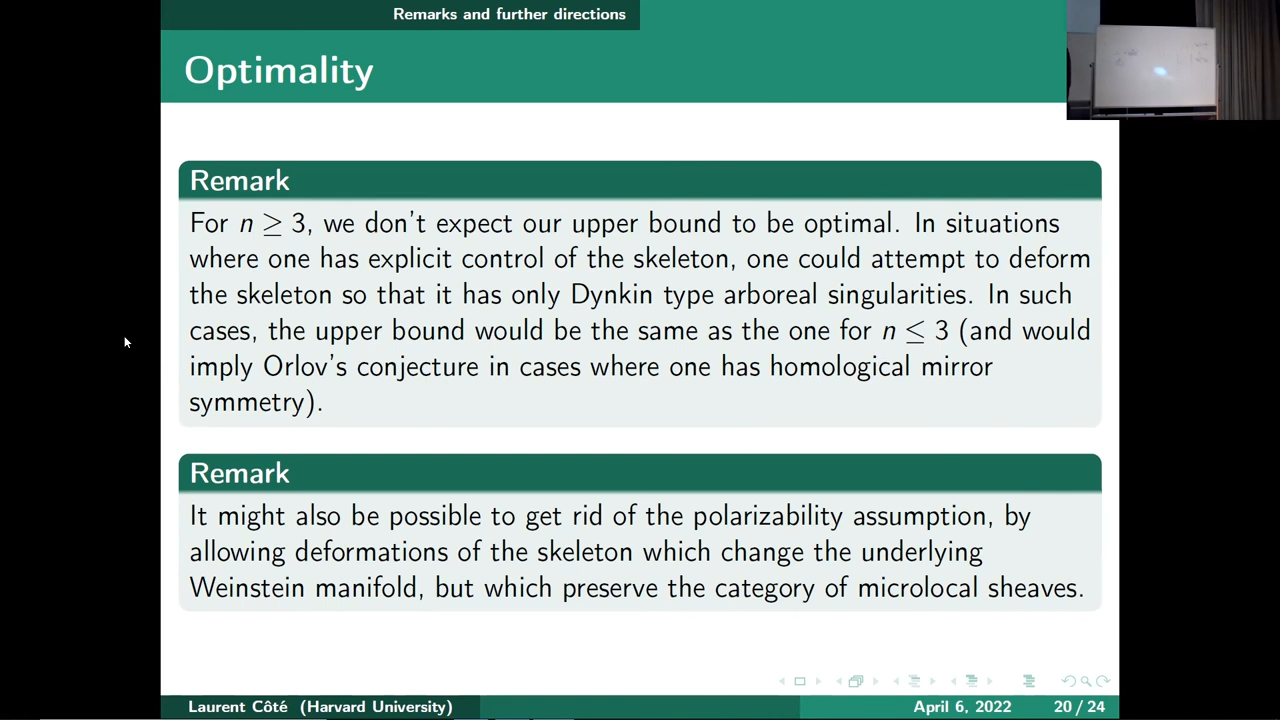 Remarks and further directions
Optimality
Remark
For n ≥ 3, we don't expect our upper bound to be optimal. In situations
where one has explicit control of the skeleton, one could attempt to deform
the skeleton so that it has only Dynkin type arboreal singularities. In such
cases, the upper bound would be the same as the one for n ≤ 3 (and would
imply Orlov's conjecture in cases where one has homological mirror
symmetry).
Remark
It might also be possible to get rid of the polarizability assumption, by
allowing deformations of the skeleton which change the underlying
Weinstein manifold, but which preserve the category of microlocal sheaves.
Laurent Côté (Harvard University)
April 6, 2022
20 / 24